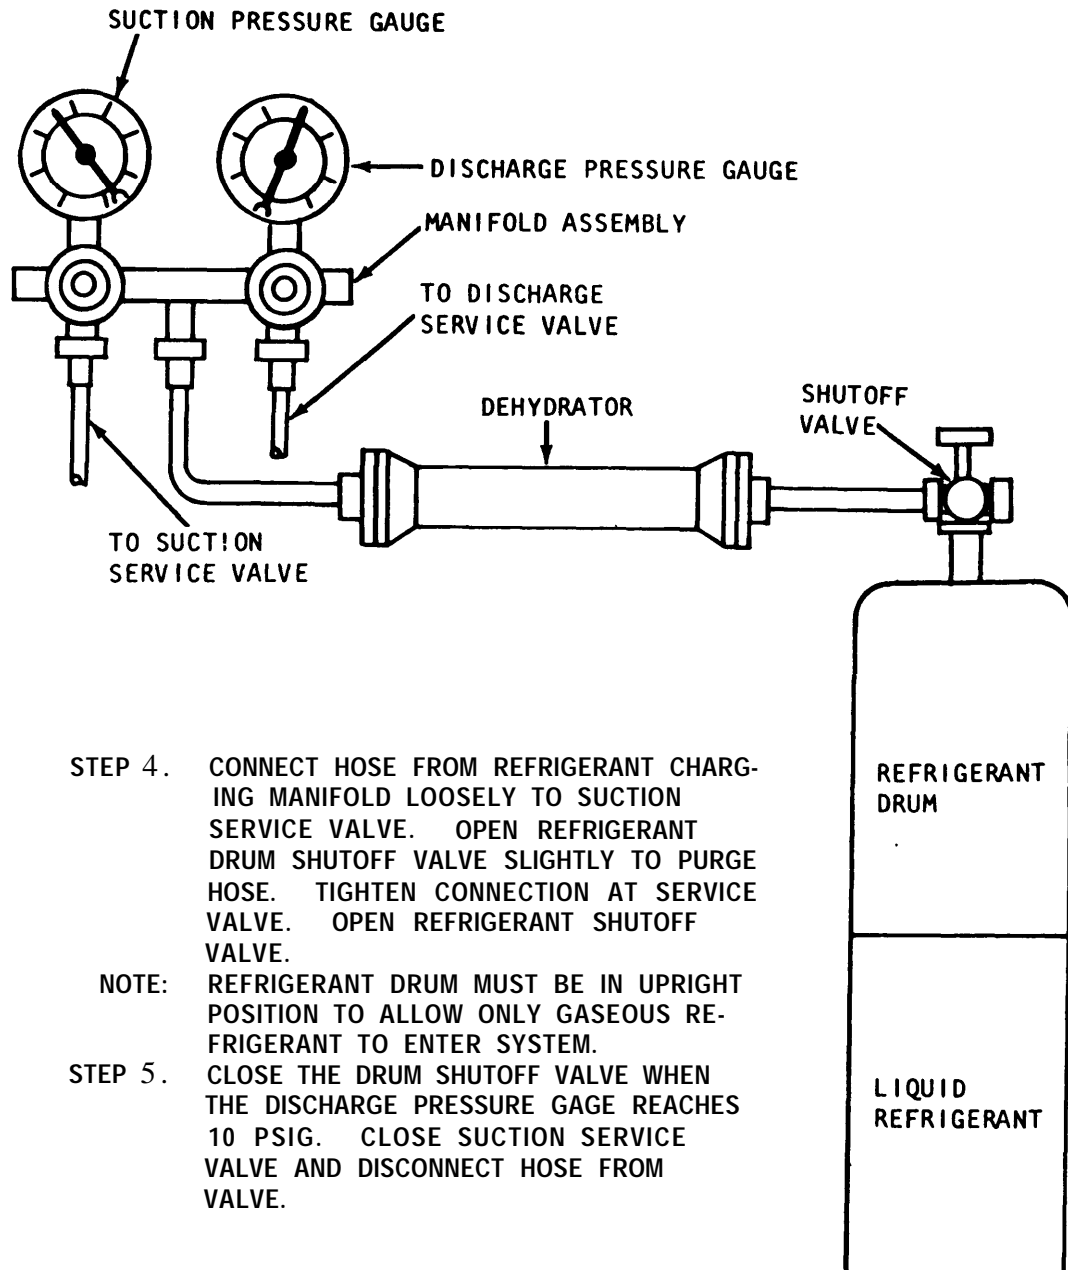 SUCTION PRESSURE GAUGE
DISCHARGE PRESSURE GAUGE
MANIFOLD ASSEMBLY
TO DISCHARGE
SERVICE VALVE
DEHYDRATOR
SHUTOFF
VALVE
TO SUCTION
SERVICE VALVE
STEP 4. CONNECT HOSE FROM REFRIGERANT CHARG-
ING MANIFOLD LOOSELY TO SUCTION
SERVICE VALVE. OPEN REFRIGERANT
DRUM SHUTOFF VALVE SLIGHTLY TO PURGE
HOSE. TIGHTEN CONNECTION AT SERVICE
VALVE. OPEN REFRIGERANT SHUTOFF
VALVE.
NOTE: REFRIGERANT DRUM MUST BE IN UPRIGHT
POSITION TO ALLOW ONLY GASEOUS RE-
FRIGERANT TO ENTER SYSTEM.
STEP 5. CLOSE THE DRUM SHUTOFF VALVE WHEN
THE DISCHARGE PRESSURE GAGE REACHES
10 PSIG. CLOSE SUCTION SERVICE
VALVE AND DISCONNECT HOSE FROM
VALVE.
REFRIGERANT
DRUM
LIQUID
REFRIGERANT